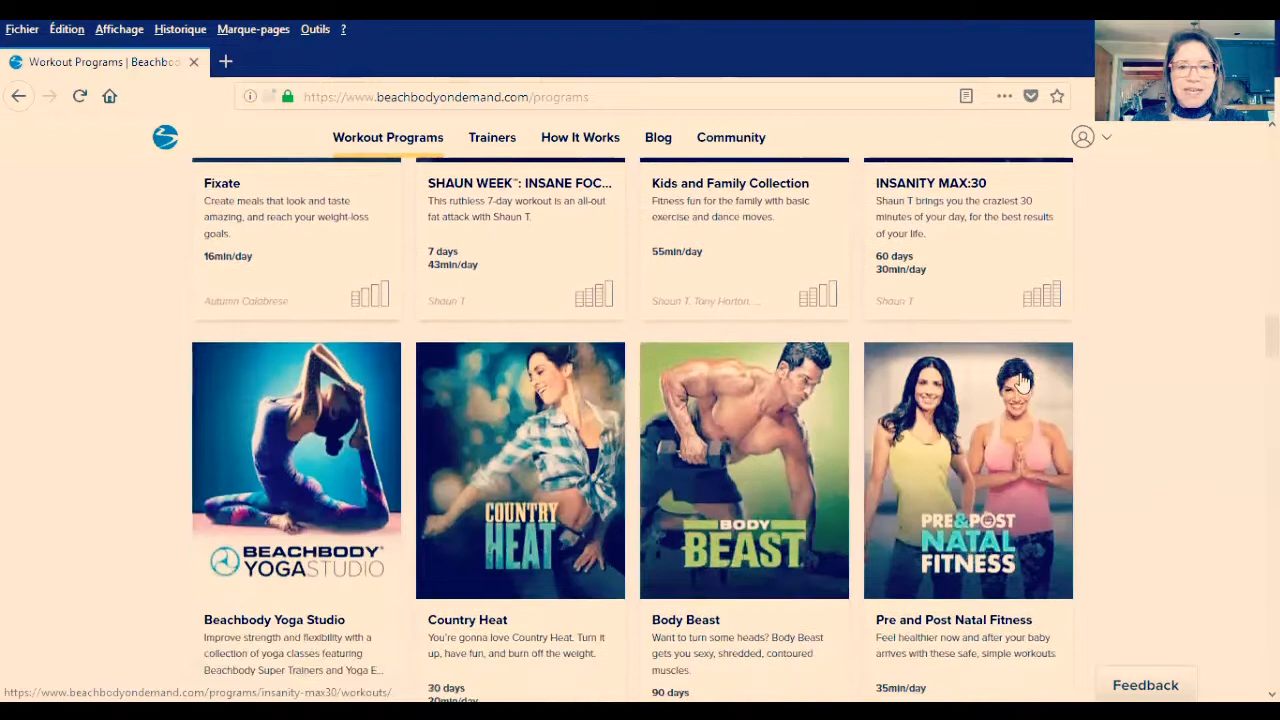 Fichier Édition Affichage Historique Marque-pages Outils ?
Workout Programs | Beachbo
https://www.beachbodyondemand.com/programs
Workout Programs Trainers How It Works Blog Community
Fixate
Create meals that look and taste
amazing, and reach your weight-loss
goals.
16min/day
Autumn Calabrese
SHAUN WEEK™: INSANE FOC...
This ruthless 7-day workout is an all-out
fat attack with Shaun T.
7 days
43min/day
Shaun T
Kids and Family Collection
Fitness fun for the family with basic
exercise and dance moves.
55min/day
Shaun T, Tony Horton, ...
INSANITY MAX:30
Shaun T brings you the craziest 30
minutes of your day, for the best results
of your life.
60 days
30min/day
Shaun T
BEACHBODY
YOGASTUDIO
Beachbody Yoga Studio
Improve strength and flexibility with a
collection of yoga classes featuring
Beachbody Super Trainers and Yoga E...
COUNTRY
HEAT
Country Heat
You're gonna love Country Heat. Turn it
up, have fun, and burn off the weight.
30 days
30min/day
BODY
BEAST
Body Beast
Want to turn some heads? Body Beast
gets you sexy, shredded, contoured
muscles.
90 days
PRE&POST
NATAL
FITNESS
Pre and Post Natal Fitness
Feel healthier now and after your baby
arrives with these safe, simple workouts
35min/day
https://www.beachbodyondemand.com/programs/insanity-max30/workouts/
Feedback